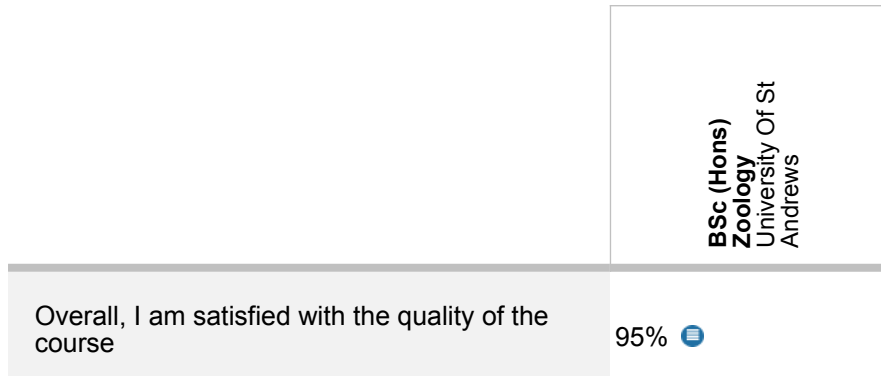 BSc (Hons)
Zoology
University Of St
Andrews
Overall, I am satisfied with the quality of the
course
95%